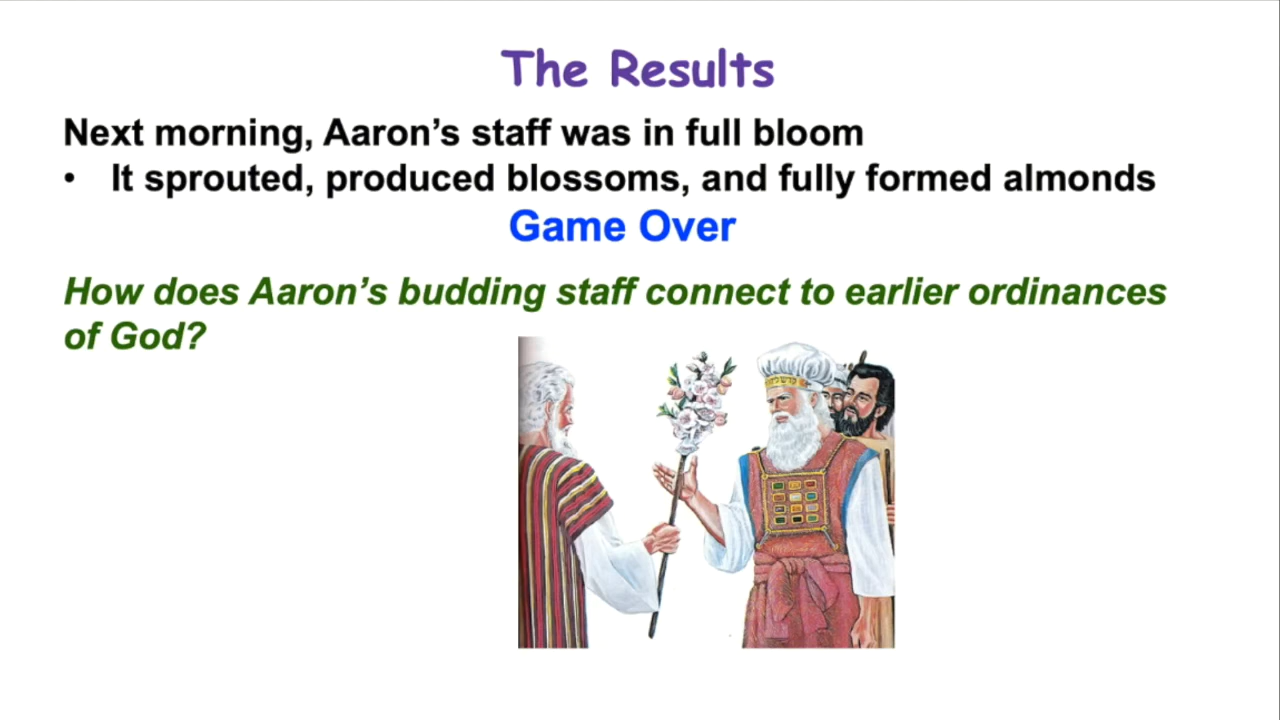 The Results
Next morning, Aaron’s staff was in full bloom
• It sprouted, produced blossoms, and fully formed almonds
Game Over
How does Aaron’s budding staff connect to earlier ordinances
of God?